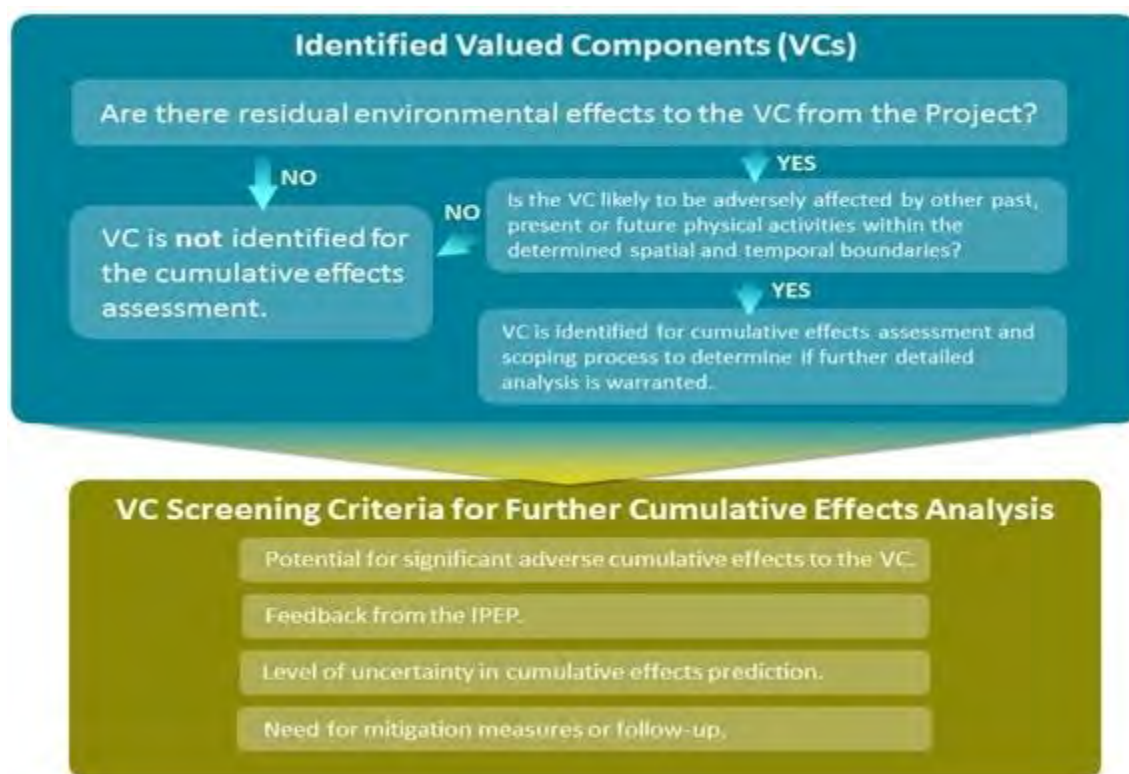 Identified Valued Components (VCs)
Are there residual environmental effects to the VC from the Project?
NO
YES
VC is not identified for
the cumulative effects
assessment.
NO
Is the VC likely to be adversely affected by other past,
present or future physical activities within the
determined spatial and temporal boundaries?
YES
VC is identified for cumulative effects assessment and
scoping process to determine if further detailed
analysis is warranted.
VC Screening Criteria for Further Cumulative Effects Analysis
Potential for significant adverse cumulative effects to the VC.
Feedback from the IPEP.
Level of uncertainty in cumulative effects prediction.
Need for mitigation measures or follow-up.